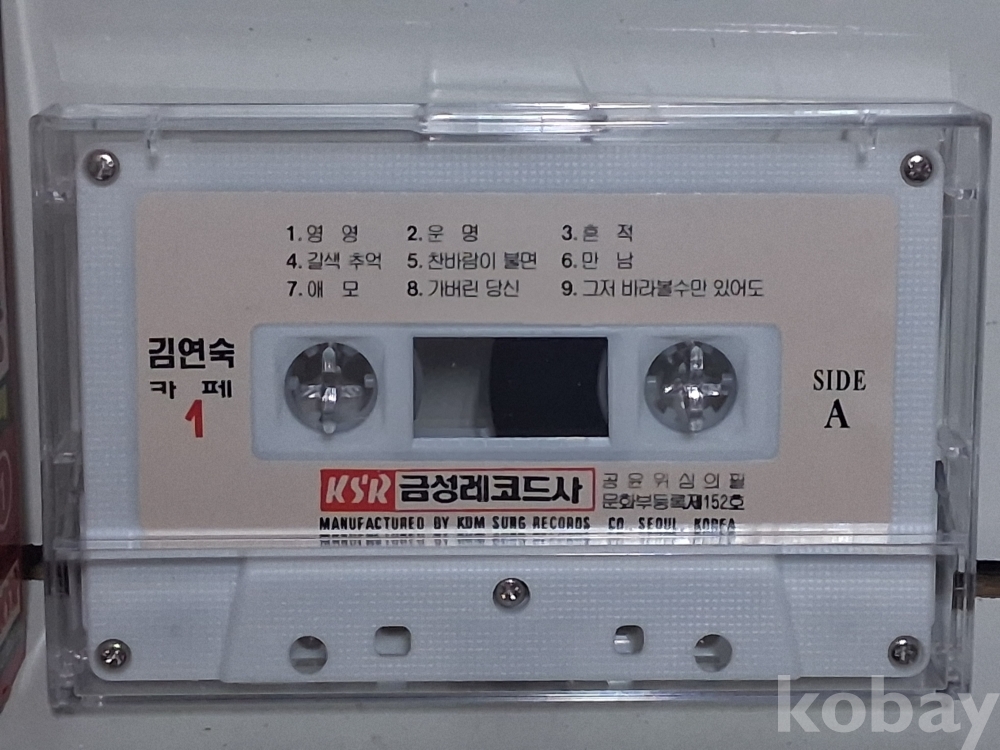 1. 영 영 2. 운 명 3. 흔 적
4. 갈색 추억 5. 찬바람이 불면 6. 만 남
7. 애 모 8. 가버린 당신 9. 그저 바라볼수만 있어도
김연숙
카 페
1
SIDE
A
KSR 금성레코드사
공 윤 위 심 의 필
문화부등록제152호
MANUFACTURED BY KUM SUNG RECORDS CO., SEOUL, KOREA
kobay